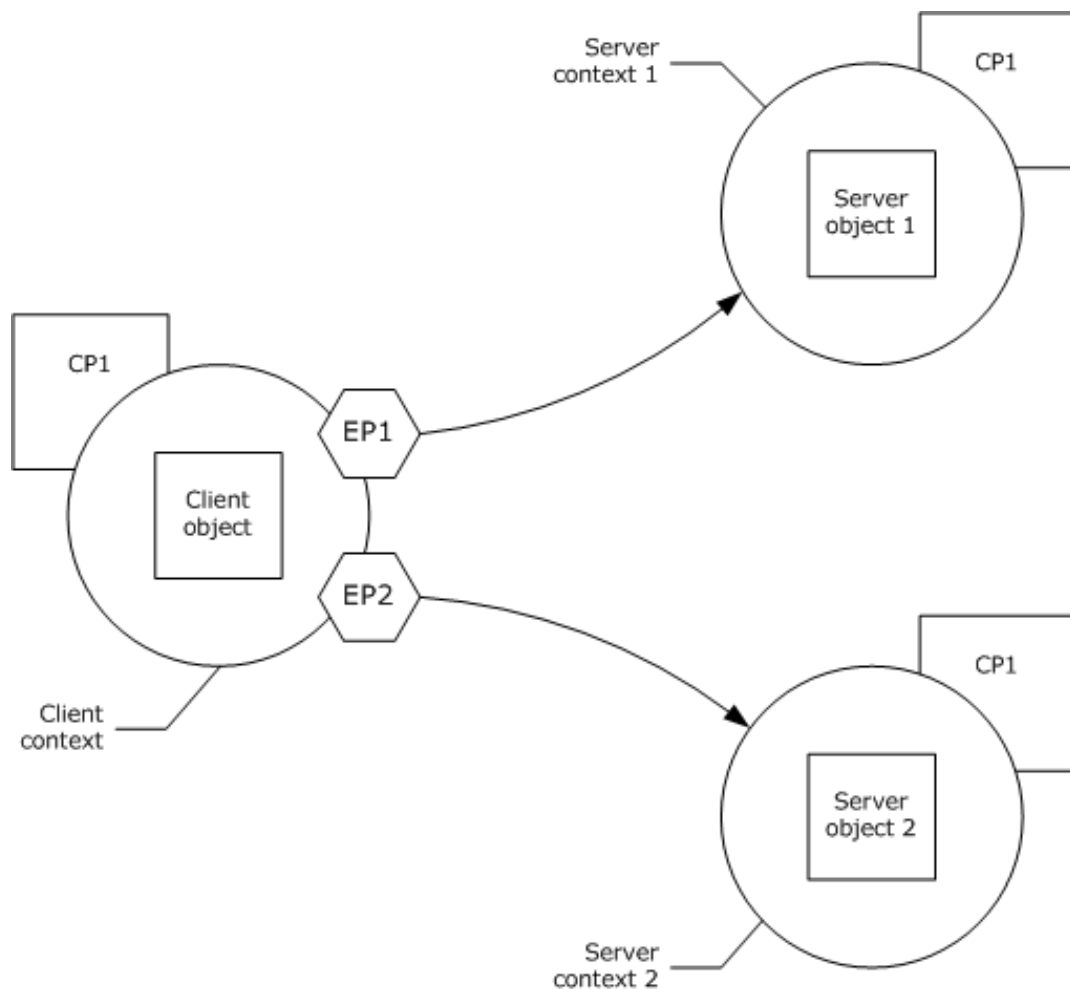 Server
context 1
CP1
Server
object 1
CP1
EP1
Client
object
EP2
Client
context
CP1
Server
object 2
Server
context 2